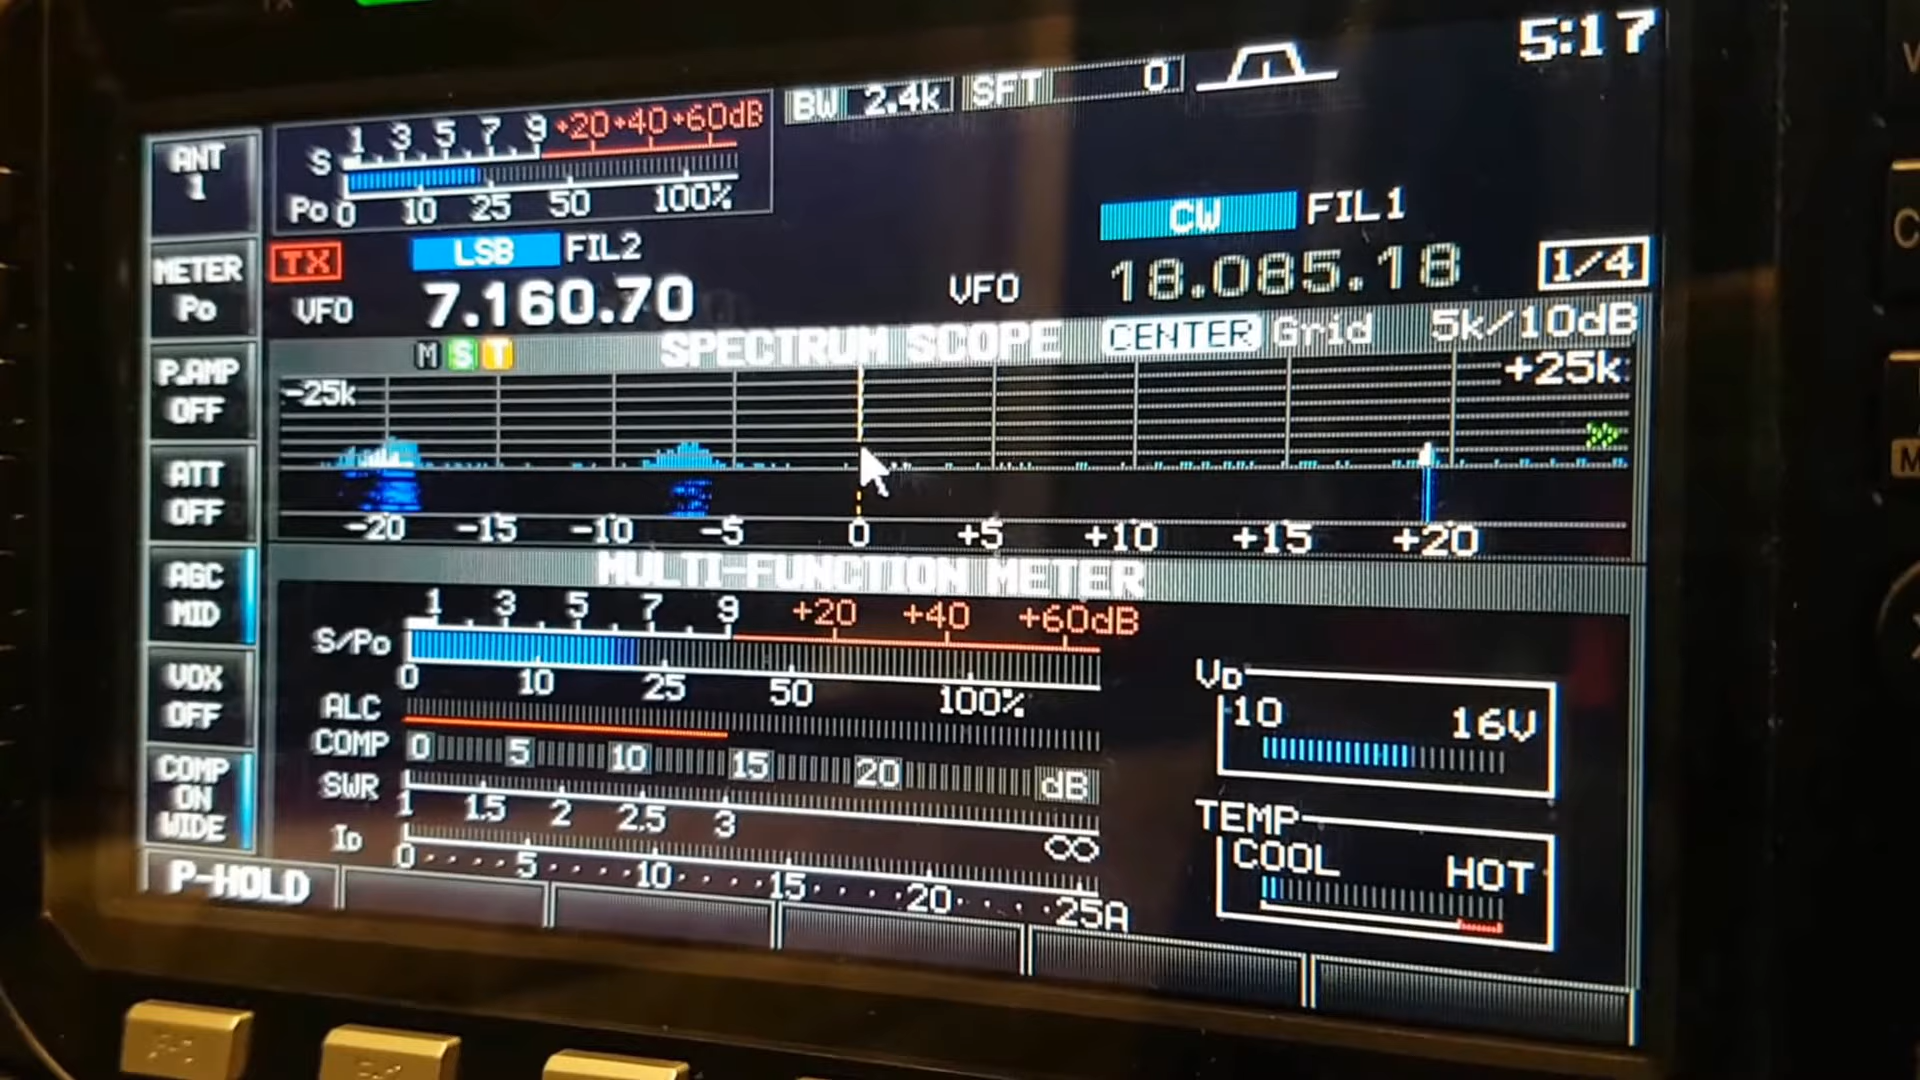 5:17
BW 2.4k SFT 0
ANT
1
S 1 3 5 7 9 +20 +40 +60dB
Po 0 10 25 50 100%
CW FIL1
METER
Po
TX LSB FIL2
VFO 7.160.70
VFO 18.085.18 1/4
M S T SPECTRUM SCOPE CENTER Grid 5k/10dB
P.AMP
OFF
-25k +25k
ATT
OFF
-20 -15 -10 -5 0 +5 +10 +15 +20
MULTI-FUNCTION METER
AGC
MID
1 3 5 7 9 +20 +40 +60dB
S/Po
0 10 25 50 100%
VOX
OFF
ALC
COMP 0 5 10 15 20 dB
SWR
1 1.5 2 2.5 3 ∞
ID
0 5 10 15 20 25A
VD
10 16V
TEMP
COOL HOT
COMP
ON
WIDE
P-HOLD